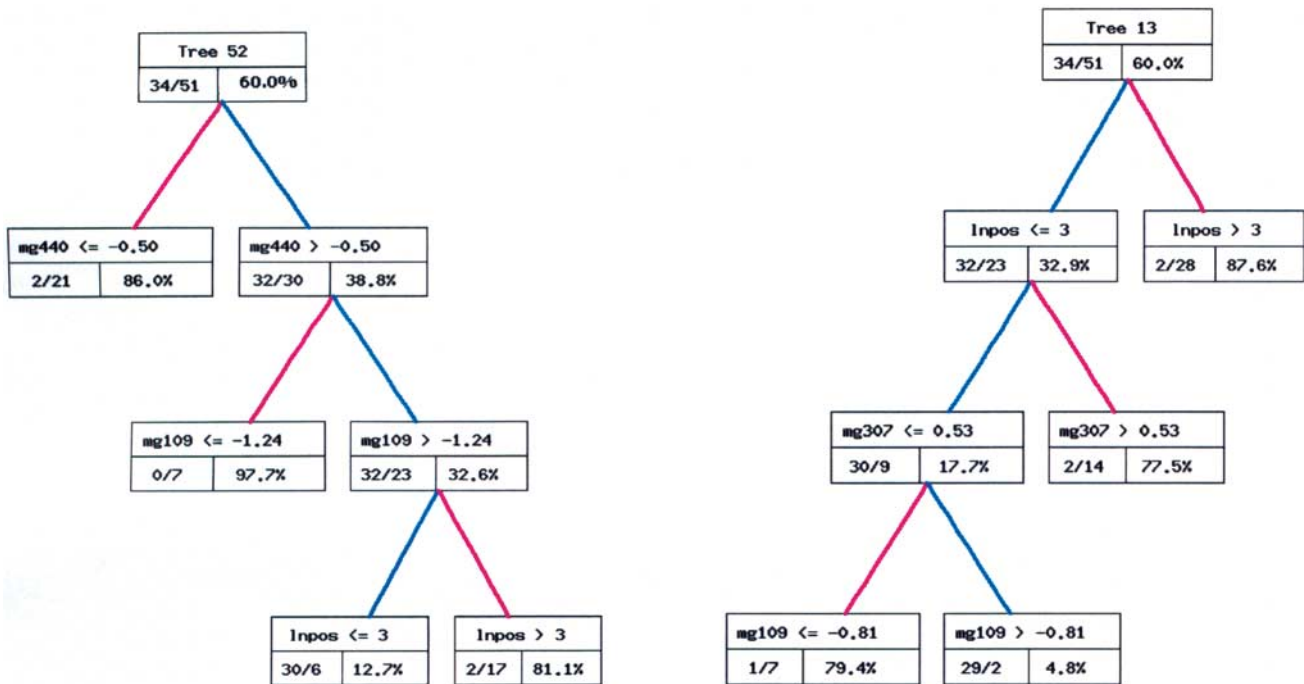 Tree 52
34/51 60.0%
mg440 <= -0.50
2/21 86.0%
mg440 > -0.50
32/30 38.8%
mg109 <= -1.24
0/7 97.7%
mg109 > -1.24
32/23 32.6%
lnpos <= 3
30/6 12.7%
lnpos > 3
2/17 81.1%
Tree 13
34/51 60.0%
lnpos <= 3
32/23 32.9%
lnpos > 3
2/28 87.6%
mg307 <= 0.53
30/9 17.7%
mg307 > 0.53
2/14 77.5%
mg109 <= -0.81
1/7 79.4%
mg109 > -0.81
29/2 4.8%